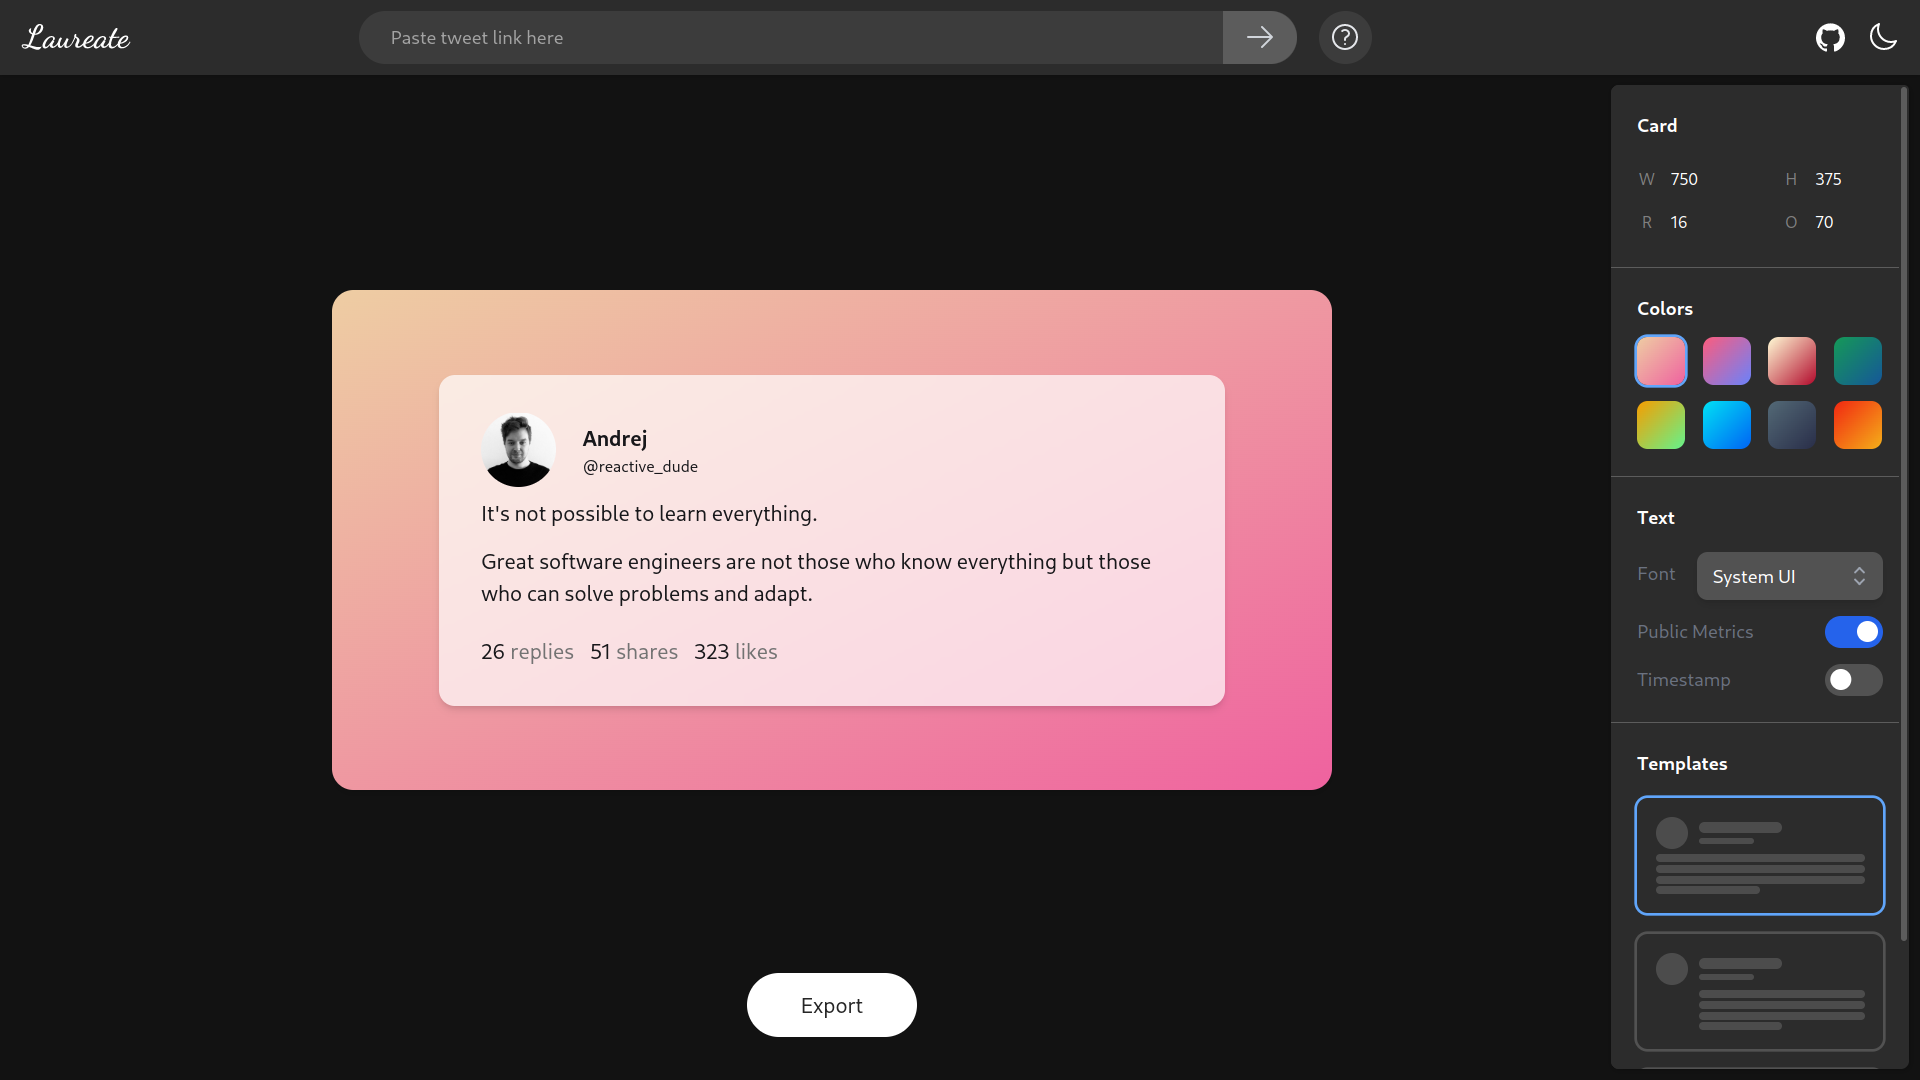 Laureate
Paste tweet link here
?
Card
W 750 H 375
R 16 O 70
Colors
Text
Font System UI
Public Metrics
Timestamp
Templates
Andrej
@reactive_dude
It's not possible to learn everything.
Great software engineers are not those who know everything but those
who can solve problems and adapt.
26 replies 51 shares 323 likes
Export